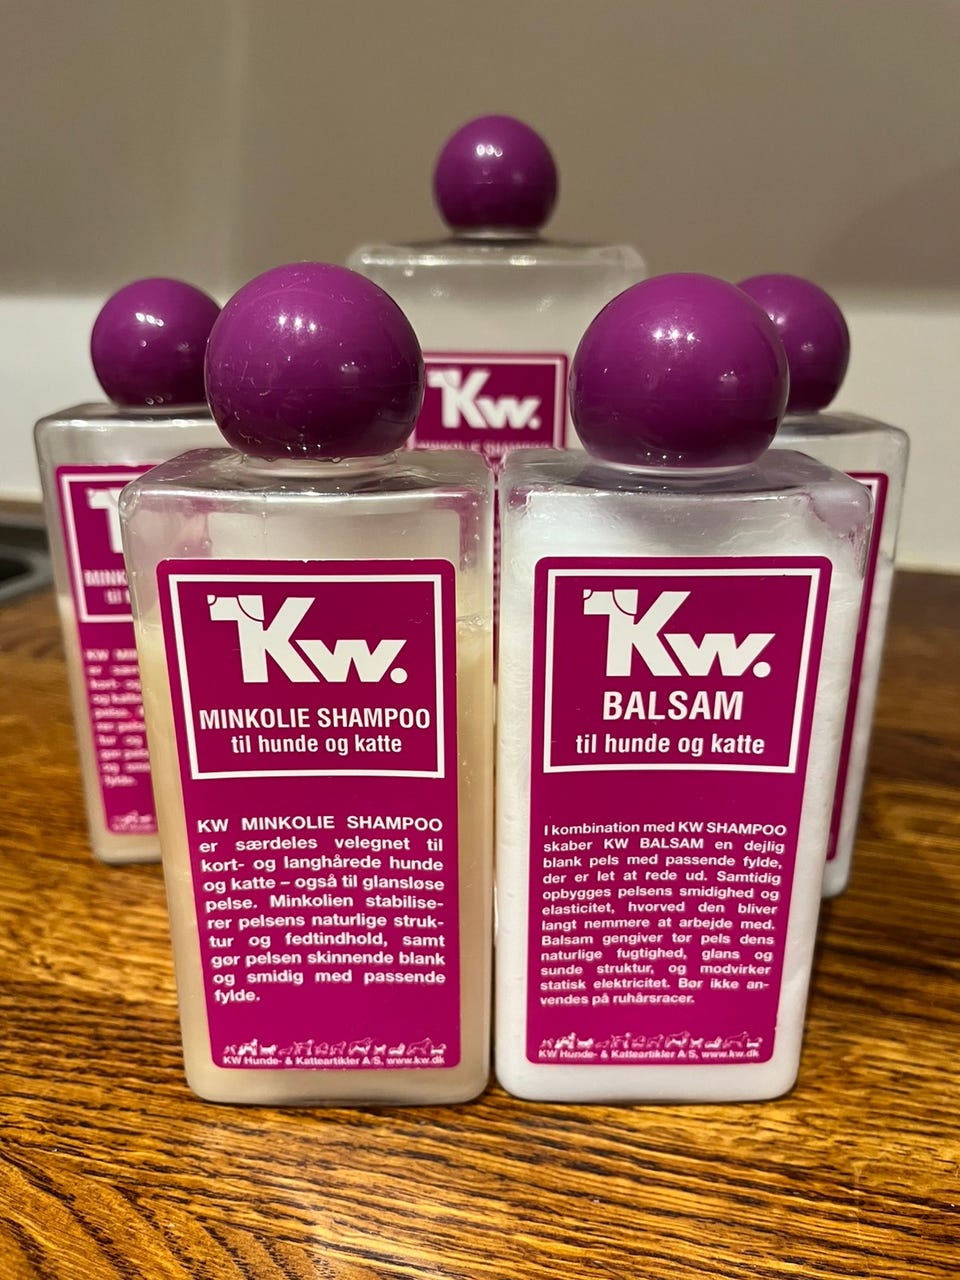 Kw.
MINKOLIE SHAMPOO
Kw.
MINKOLIE SHAMPOO
til hunde og katte
KW MINKOLIE SHAMPOO
er særdeles velegnet til
kort- og langhårede hunde
og katte – også til glansløse
pelse. Minkolien stabilise-
rer pelsens naturlige struk-
tur og fedtindhold, samt
gør pelsen skinnende blank
og smidig med passende
fylde.
KW Hunde- & Katteartikler A/S, www.kw.dk
Kw.
BALSAM
til hunde og katte
I kombination med KW SHAMPOO
skaber KW BALSAM en dejlig
blank pels med passende fylde,
der er let at rede ud. Samtidig
opbygges pelsens smidighed og
elasticitet, hvorved den bliver
langt nemmere at arbejde med.
Balsam gengiver tør pels dens
naturlige fugtighed, glans og
sunde struktur, og modvirker
statisk elektricitet. Bør ikke an-
vendes på ruhårsracer.
KW Hunde- & Katteartikler A/S, www.kw.dk